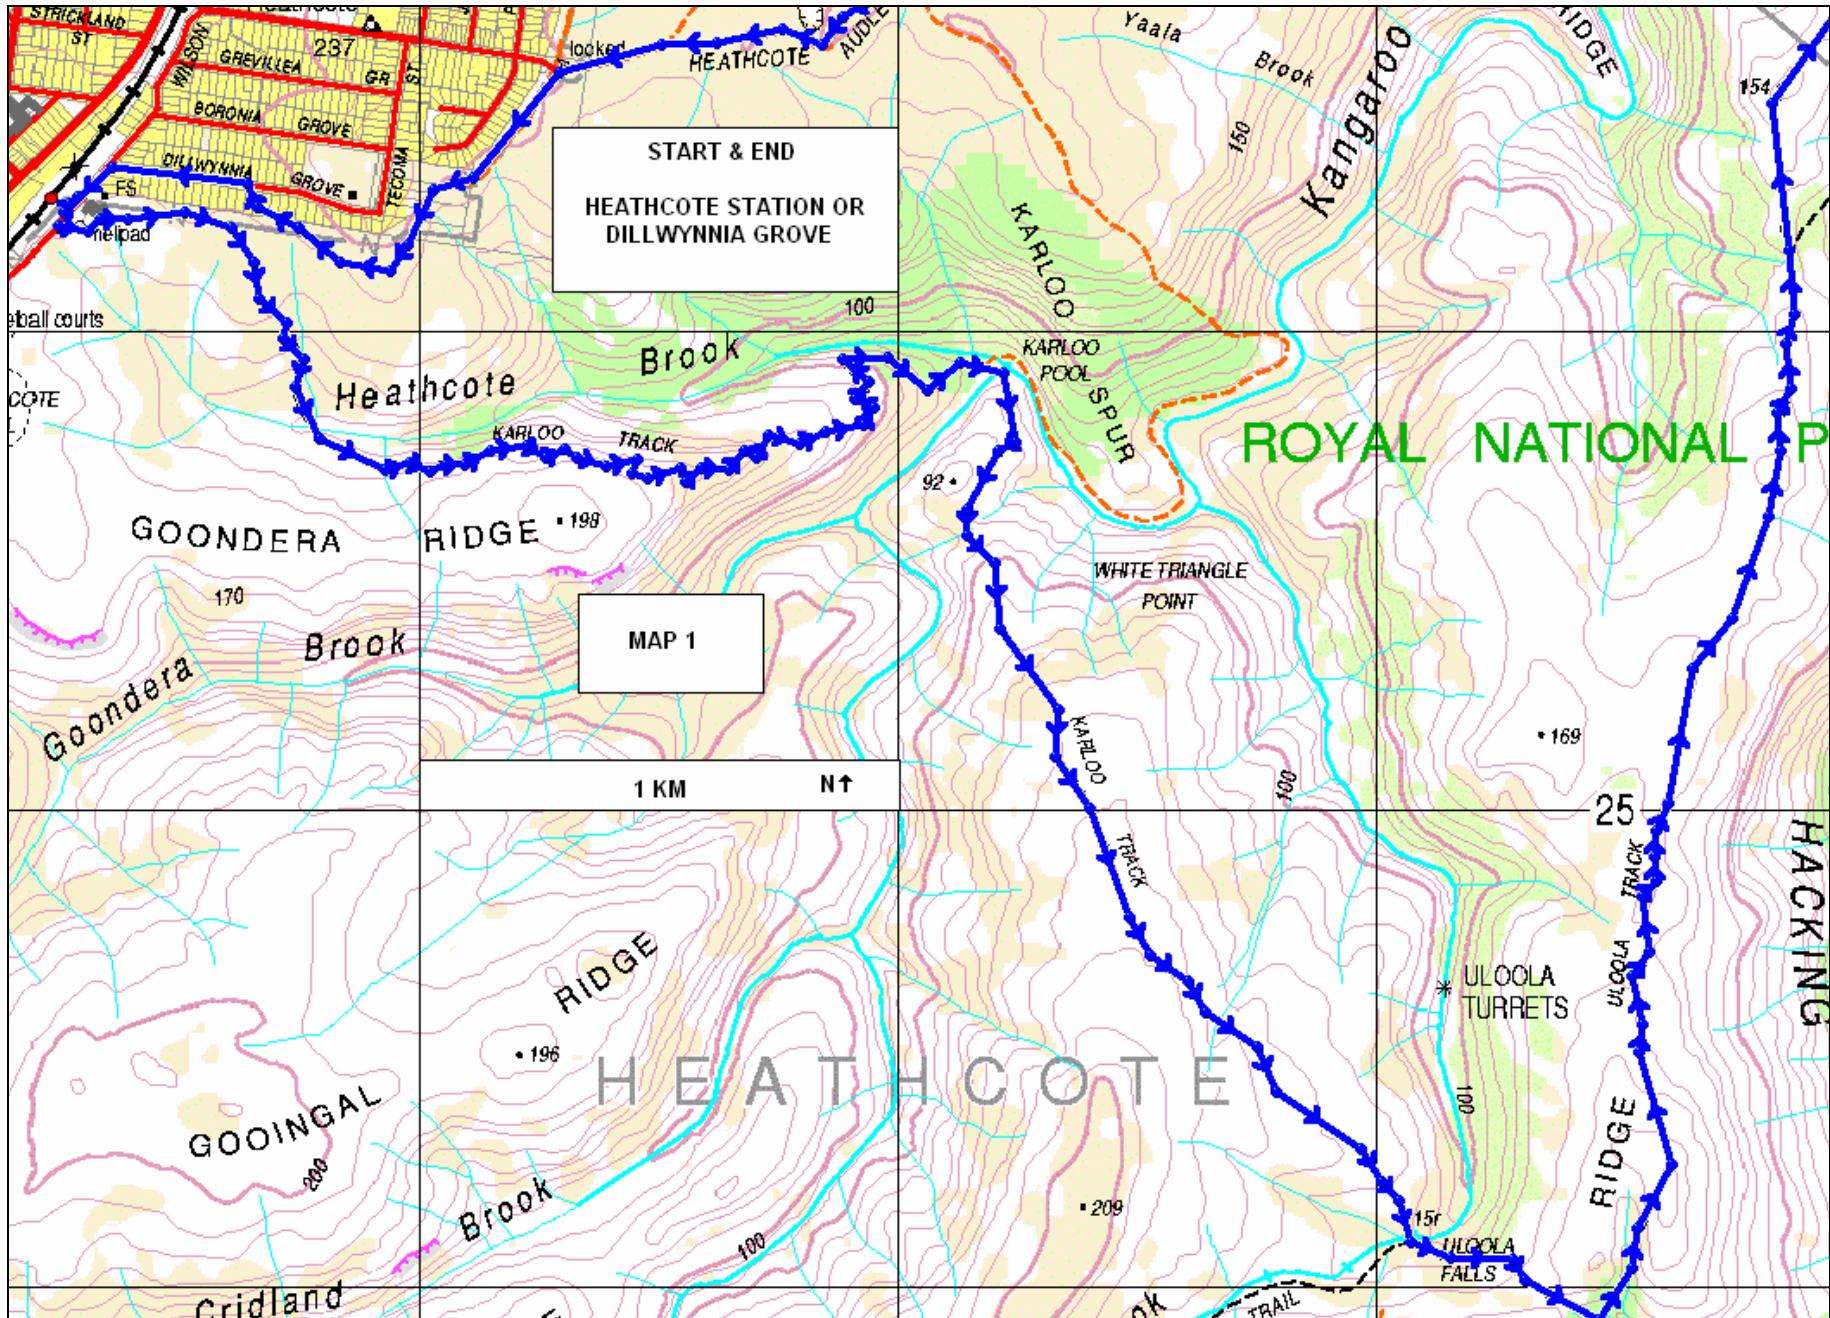 STRICKLAND
ST
Heathcote
237
WILSON
GREVILLEA
GR
ST
BORONIA
GROVE
DILLWYNNIA
GROVE
TECOMA
FS
helipad
locked
HEATHCOTE
AUDLE
START & END
HEATHCOTE STATION OR
DILLWYNNIA GROVE
Yaala
Brook
150
Kangaroo
RIDGE
154
KARLOO
SPUR
100
KARLOO
POOL
Heathcote
Brook
COTE
KARLOO
TRACK
92
ROYAL NATIONAL P
GOONDERA
RIDGE
198
170
Goondera
Brook
MAP 1
WHITE TRIANGLE
POINT
169
KARLOO
TRACK
100
1 KM
N↑
25
HACKING
ULOOLA
TRACK
ULOOLA
TURRETS
RIDGE
196
HEATHCOTE
GOOINGAL
200
Brook
100
209
100
RIDGE
15r
ULOOLA
FALLS
Cridland
TRAIL